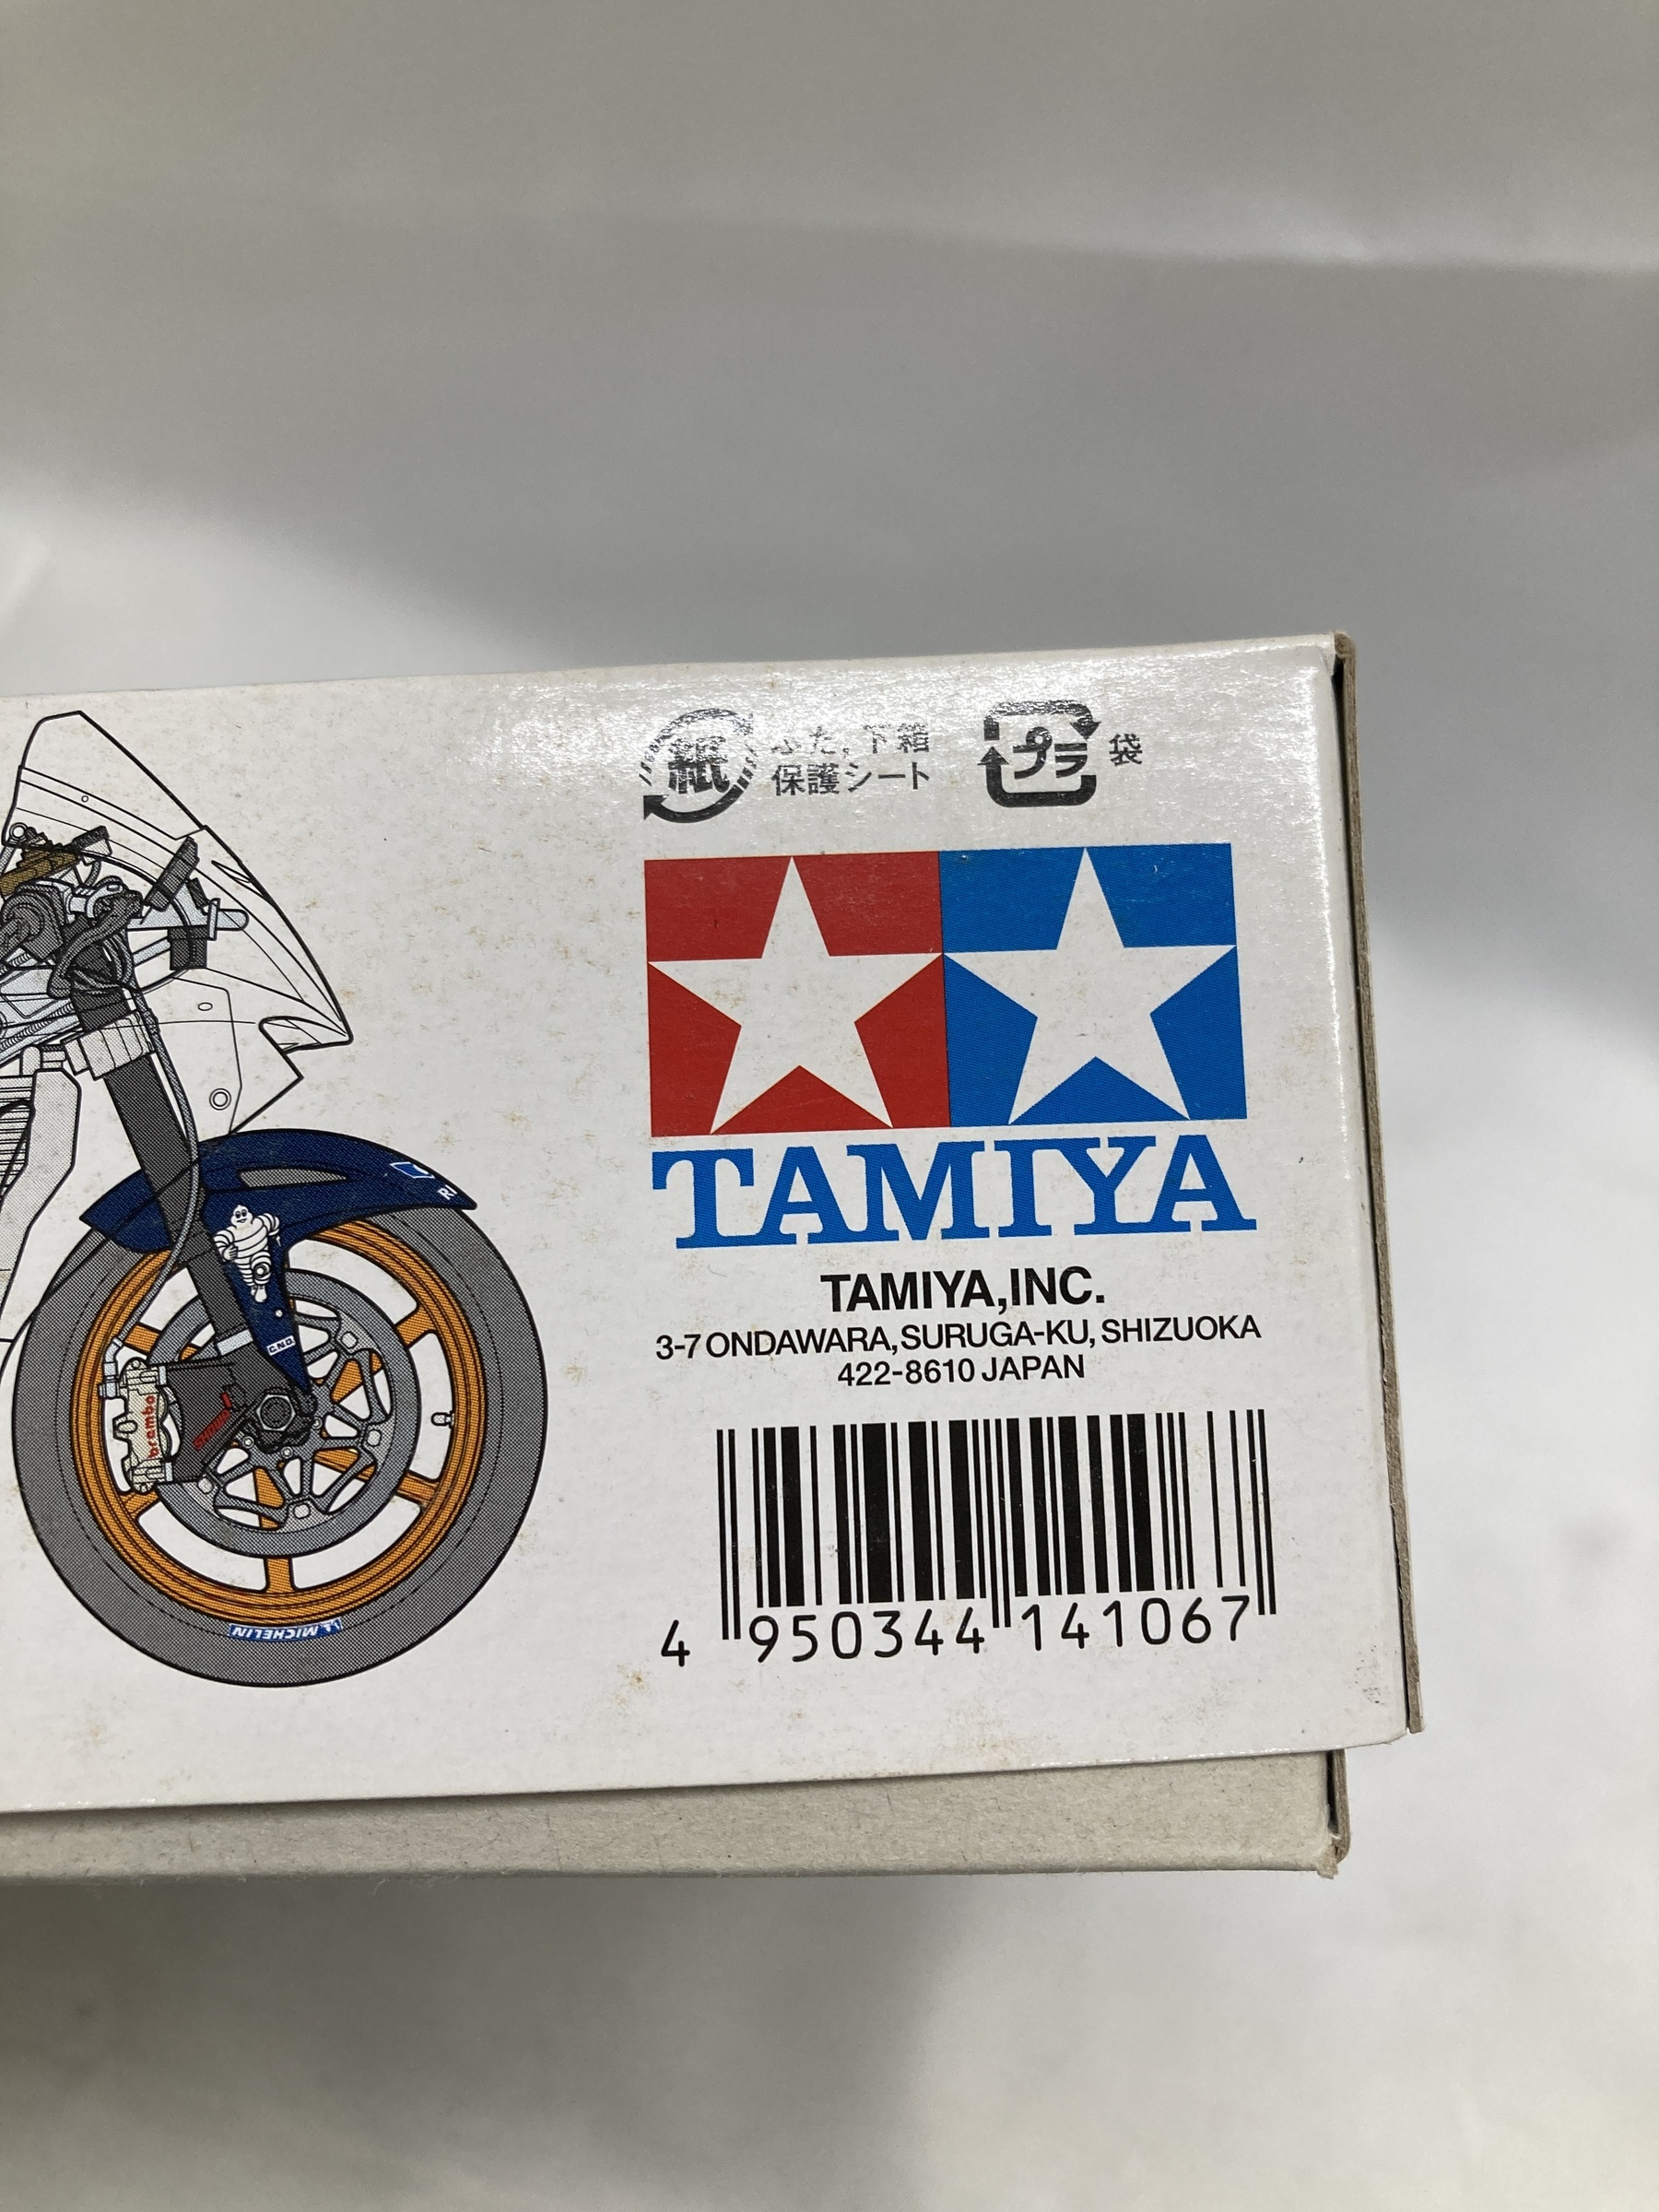 紙 ふた,下箱
保護シート
プラ 袋
TAMIYA
TAMIYA,INC.
3-7 ONDAWARA, SURUGA-KU, SHIZUOKA
422-8610 JAPAN
4 950344 141067
brembo
MICHELIN